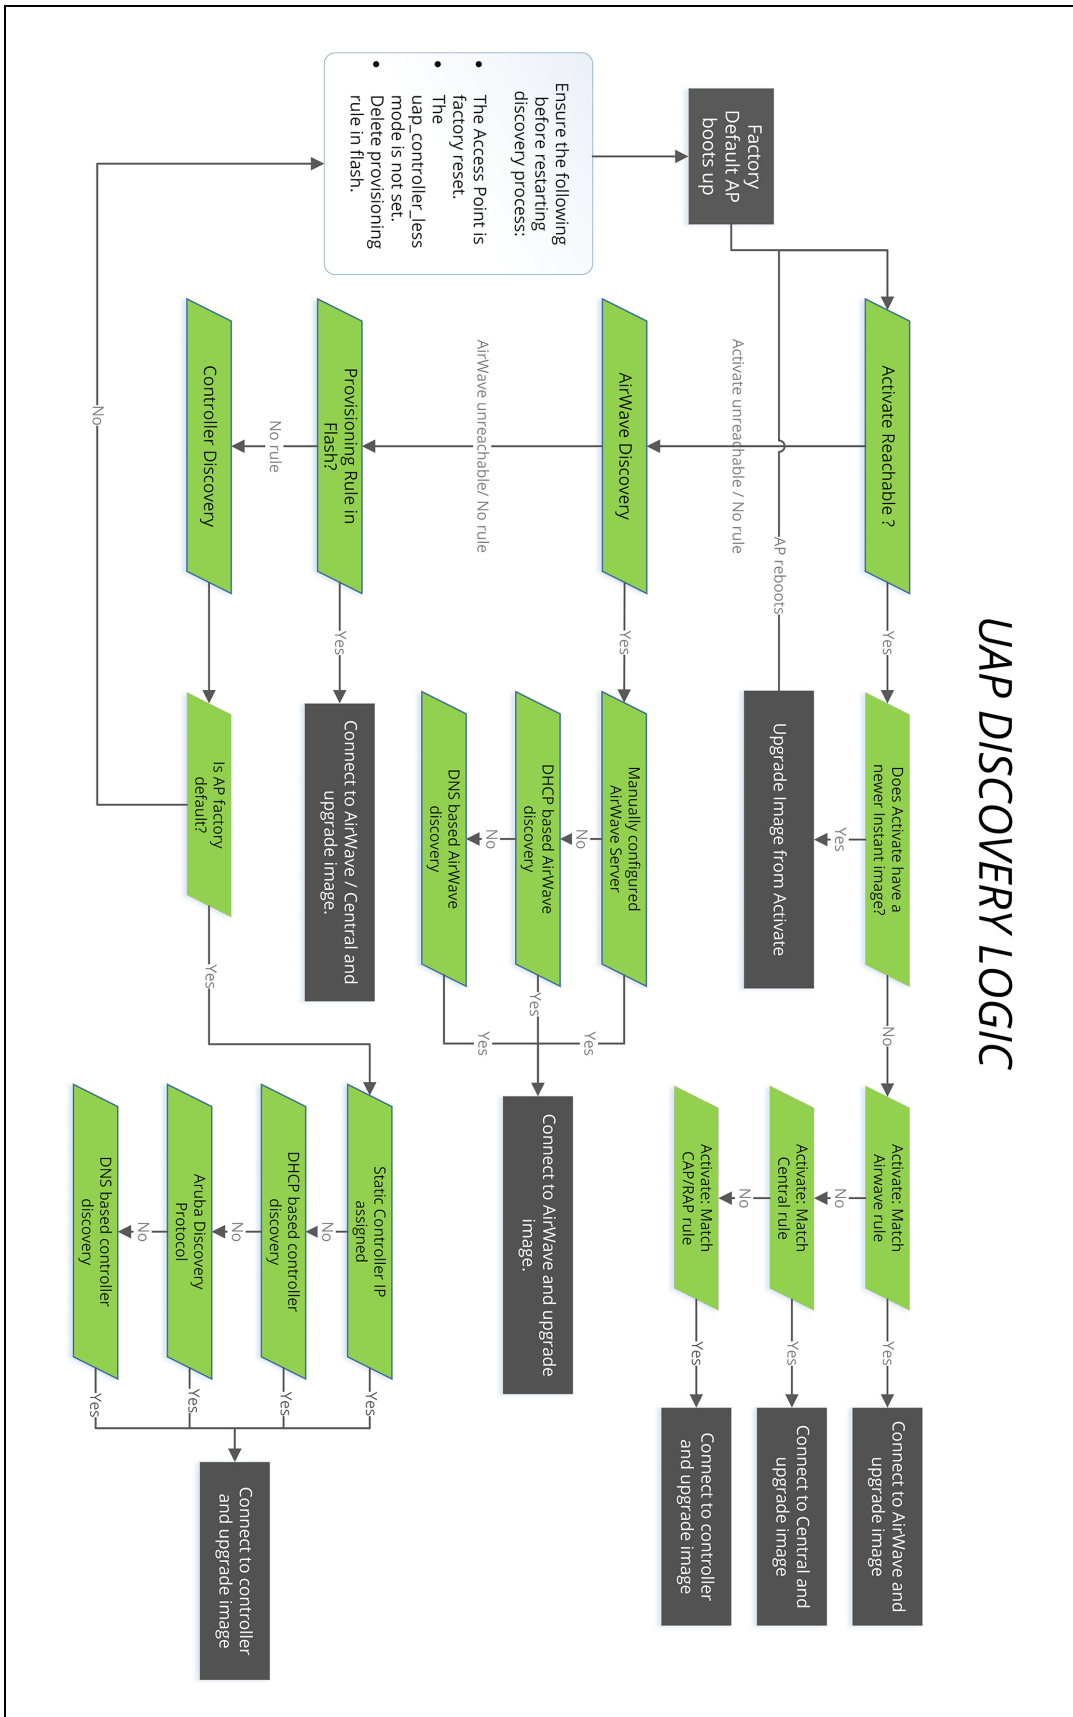 UAP DISCOVERY LOGIC
Factory
Default AP
boots up
Activate Reachable ?
Yes
Does Activate have a
newer Instant image?
No
Activate: Match
Airwave rule
Yes
Connect to AirWave and
upgrade image
No
Activate: Match
Central rule
Yes
Connect to Central and
upgrade image
No
Activate: Match
CAP/RAP rule
Yes
Connect to controller
and upgrade image
Yes
Upgrade Image from Activate
AP reboots
Activate unreachable / No rule
AirWave Discovery
Yes
Manually configured
AirWave Server
Yes
No
DHCP based AirWave
discovery
Yes
No
DNS based AirWave
discovery
Yes
Connect to AirWave and upgrade
image.
AirWave unreachable/ No rule
Ensure the following
before restarting
discovery process:
• The Access Point is
factory reset.
• The
uap_controller_less
mode is not set.
• Delete provisioning
rule in flash.
Provisioning Rule in
Flash?
Yes
Connect to AirWave / Central and
upgrade image.
No rule
Controller Discovery
Is AP factory
default?
No
Yes
Static Controller IP
assigned
Yes
No
DHCP based controller
discovery
Yes
No
Aruba Discovery
Protocol
Yes
No
DNS based controller
discovery
Yes
Connect to controller
and upgrade image